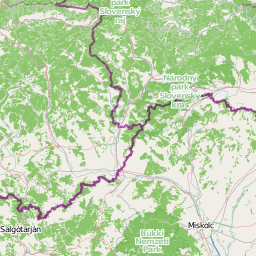 park
Slovenský
raj
Národný
park
Slovenský
kras
Salgótarján
Miskolc
Bükki
Nemzeti
Park